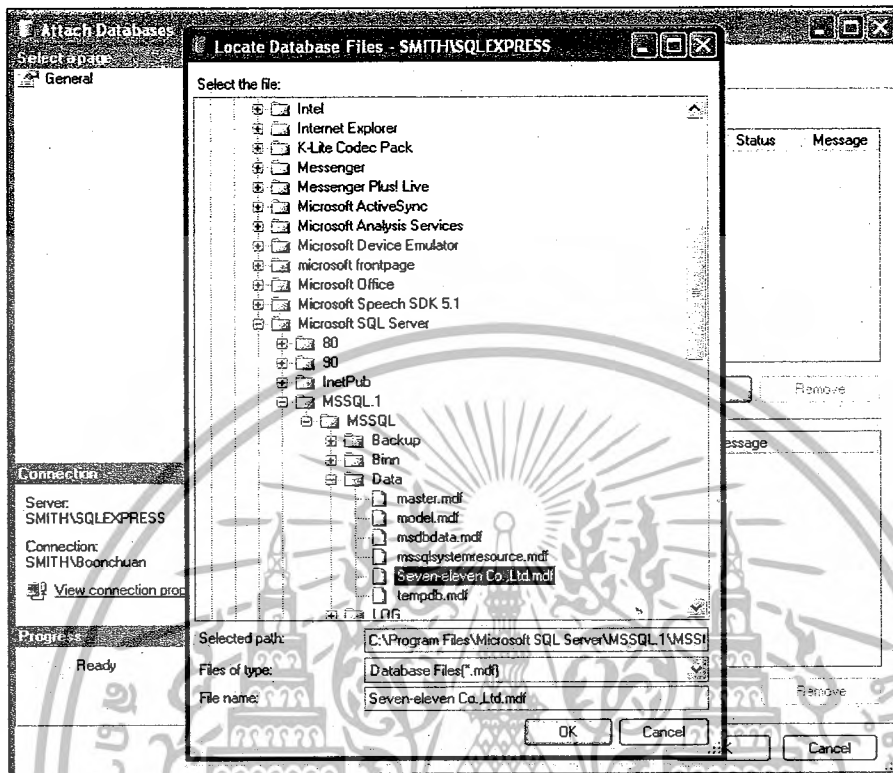 Attach Databases
Select a page
General
Locate Database Files - SMITH\SQLEXPRESS
Select the file:
Intel
Internet Explorer
K-Lite Codec Pack
Messenger
Messenger Plus! Live
Microsoft ActiveSync
Microsoft Analysis Services
Microsoft Device Emulator
microsoft frontpage
Microsoft Office
Microsoft Speech SDK 5.1
Microsoft SQL Server
80
90
InetPub
MSSQL.1
MSSQL
Backup
Binn
Data
master.mdf
model.mdf
msdbdata.mdf
mssqlsystemresource.mdf
Seven-eleven Co.,Ltd.mdf
tempdb.mdf
LOG
Selected path: C:\Program Files\Microsoft SQL Server\MSSQL.1\MSS
Files of type: Database Files(*.mdf)
File name: Seven-eleven Co.,Ltd.mdf
OK Cancel
Status Message
Remove
essage
Remove
K Cancel
Connection
Server:
SMITH\SQLEXPRESS
Connection:
SMITH\Boonchuan
View connection prop
Progress
Ready